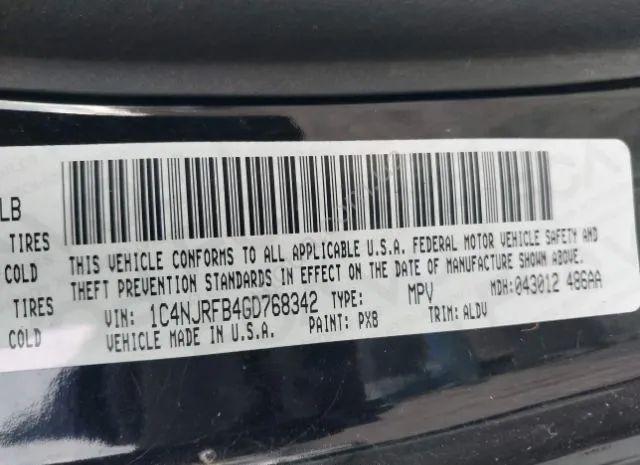 LB
TIRES
COLD
TIRES
COLD
THIS VEHICLE CONFORMS TO ALL APPLICABLE U.S.A. FEDERAL MOTOR VEHICLE SAFETY AND
THEFT PREVENTION STANDARDS IN EFFECT ON THE DATE OF MANUFACTURE SHOWN ABOVE.
VIN: 1C4NJRFB4GD768342 TYPE: MPV MDH: 043012 486AA
VEHICLE MADE IN U.S.A. PAINT: PXB TRIM: ALDV